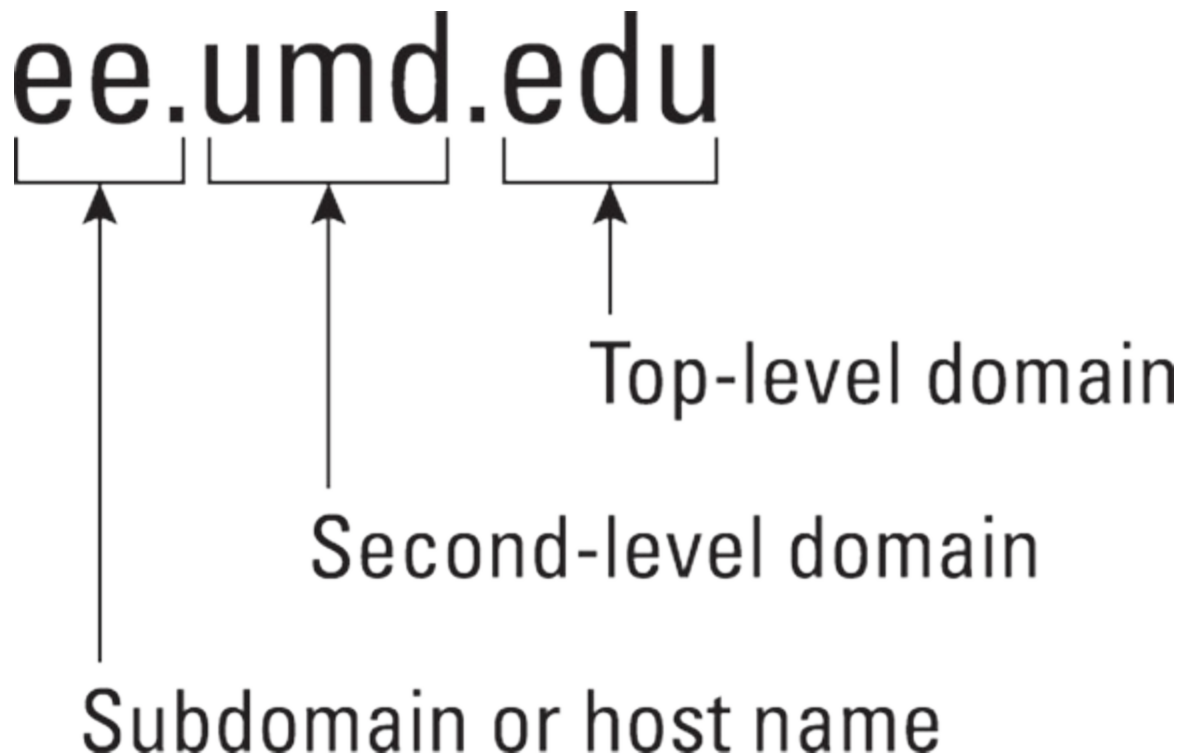 ee.umd.edu
Top-level domain
Second-level domain
Subdomain or host name